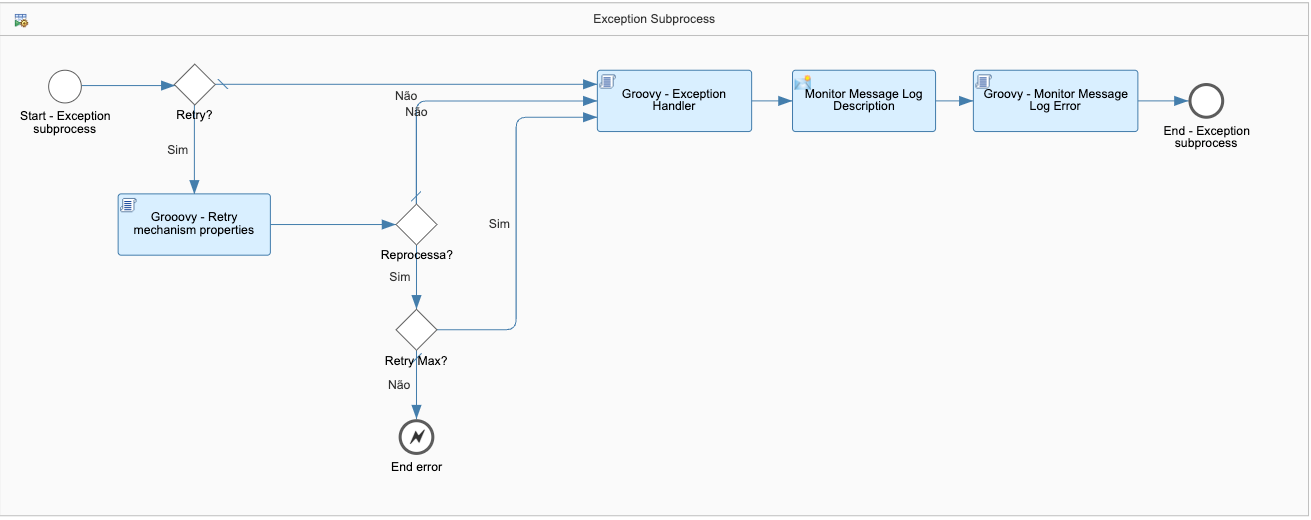 Exception Subprocess
Start - Exception
subprocess
Retry?
Não
Não
Sim
Groovy - Exception
Handler
Monitor Message Log
Description
Groovy - Monitor Message
Log Error
End - Exception
subprocess
Grooovy - Retry
mechanism properties
Reprocessa?
Sim
Sim
Retry Max?
Não
End error